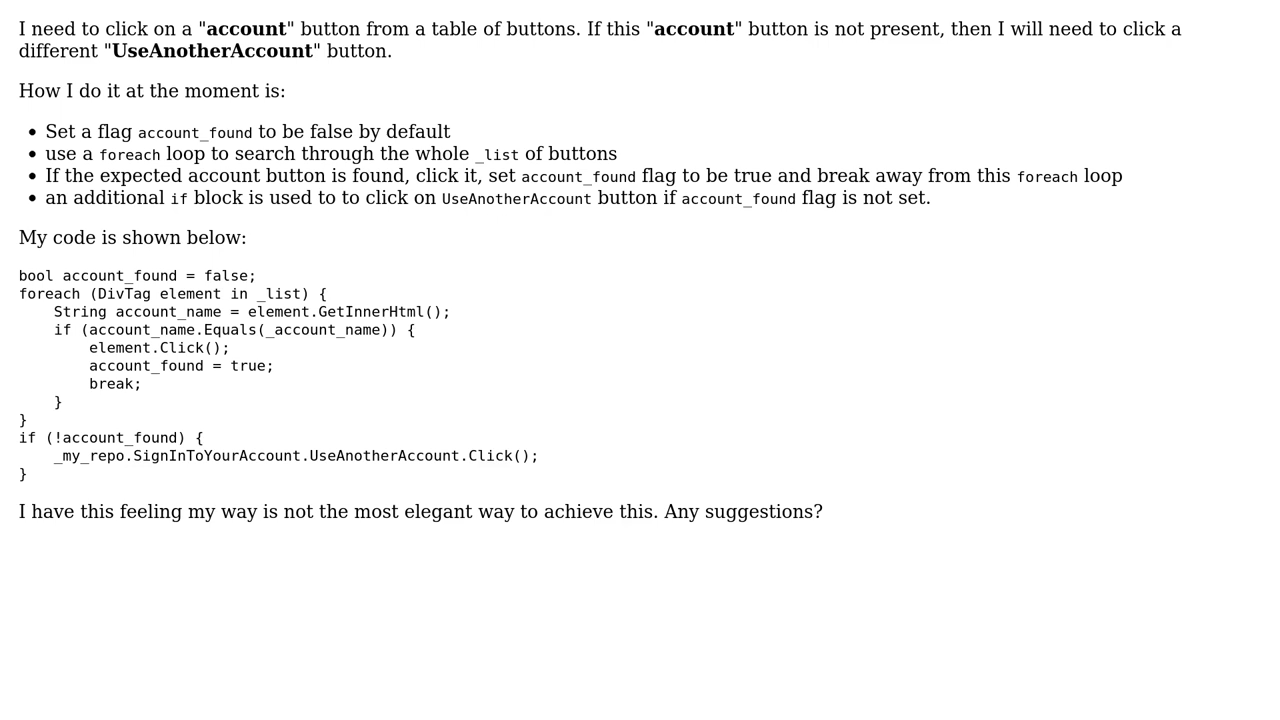 I need to click on a "account" button from a table of buttons. If this "account" button is not present, then I will need to click a
different "UseAnotherAccount" button.
How I do it at the moment is:
• Set a flag account_found to be false by default
• use a foreach loop to search through the whole _list of buttons
• If the expected account button is found, click it, set account_found flag to be true and break away from this foreach loop
• an additional if block is used to to click on UseAnotherAccount button if account_found flag is not set.
My code is shown below:
bool account_found = false;
foreach (DivTag element in _list) {
    String account_name = element.GetInnerHtml();
    if (account_name.Equals(_account_name)) {
        element.Click();
        account_found = true;
        break;
    }
}
if (!account_found) {
    _my_repo.SignInToYourAccount.UseAnotherAccount.Click();
}
I have this feeling my way is not the most elegant way to achieve this. Any suggestions?